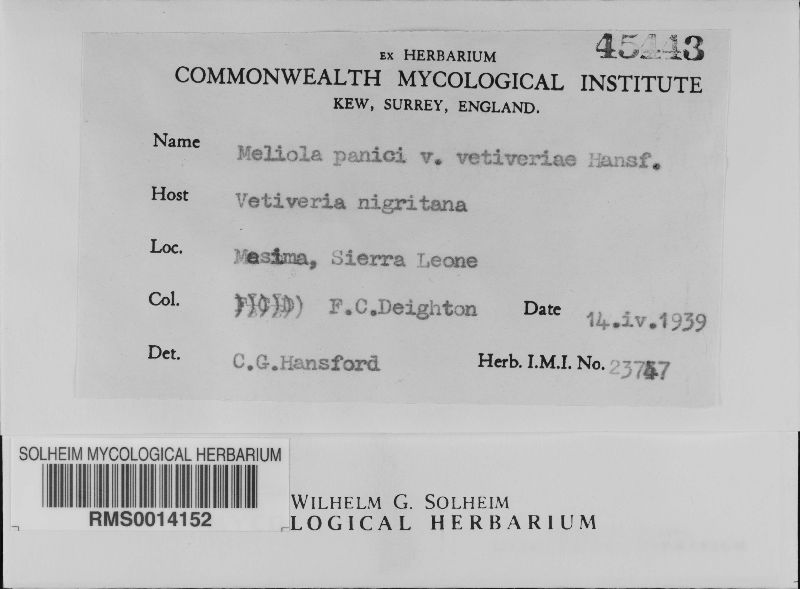 45443
EX HERBARIUM
COMMONWEALTH MYCOLOGICAL INSTITUTE
KEW, SURREY, ENGLAND.
Name Meliola panici v. vetiveriae Hansf.
Host Vetiveria nigritana
Loc. Masima, Sierra Leone
Col. F.C.Deighton Date 14.iv.1939
Det. C.G.Hansford Herb. I.M.I. No.
SOLHEIM MYCOLOGICAL HERBARIUM
RMS0014152
WILHELM G. SOLHEIM
LOGICAL HERBARIUM